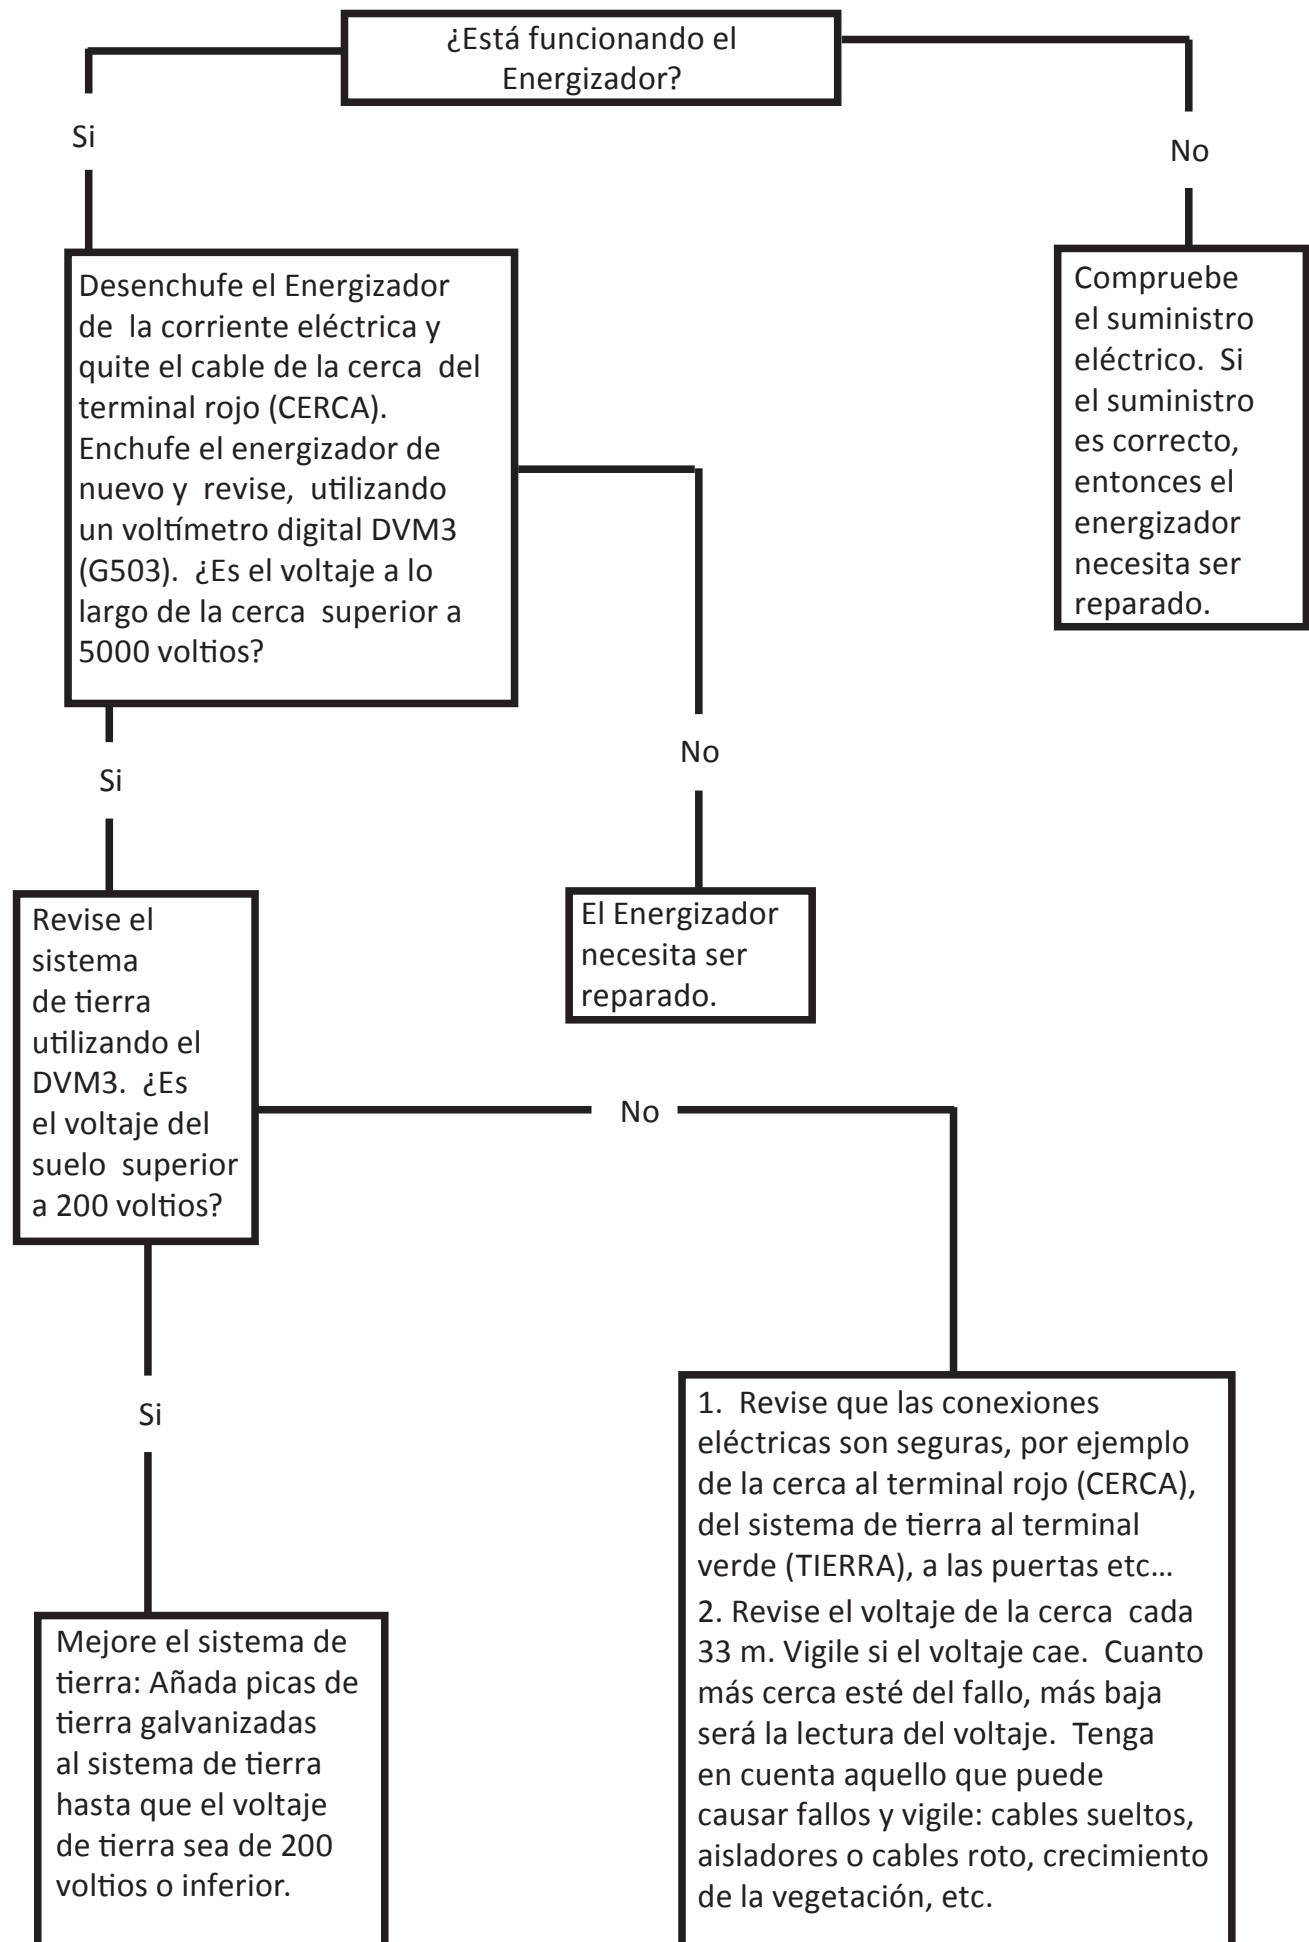 ¿Está funcionando el
Energizador?
Si
No
Desenchufe el Energizador
de la corriente eléctrica y
quite el cable de la cerca del
terminal rojo (CERCA).
Enchufe el energizador de
nuevo y revise, utilizando
un voltímetro digital DVM3
(G503). ¿Es el voltaje a lo
largo de la cerca superior a
5000 voltios?
Compruebe
el suministro
eléctrico. Si
el suministro
es correcto,
entonces el
energizador
necesita ser
reparado.
Si
No
Revise el
sistema
de tierra
utilizando el
DVM3. ¿Es
el voltaje del
suelo superior
a 200 voltios?
El Energizador
necesita ser
reparado.
No
Si
Mejore el sistema de
tierra: Añada picas de
tierra galvanizadas
al sistema de tierra
hasta que el voltaje
de tierra sea de 200
voltios o inferior.
1. Revise que las conexiones
eléctricas son seguras, por ejemplo
de la cerca al terminal rojo (CERCA),
del sistema de tierra al terminal
verde (TIERRA), a las puertas etc...
2. Revise el voltaje de la cerca cada
33 m. Vigile si el voltaje cae. Cuanto
más cerca esté del fallo, más baja
será la lectura del voltaje. Tenga
en cuenta aquello que puede
causar fallos y vigile: cables sueltos,
aisladores o cables roto, crecimiento
de la vegetación, etc.